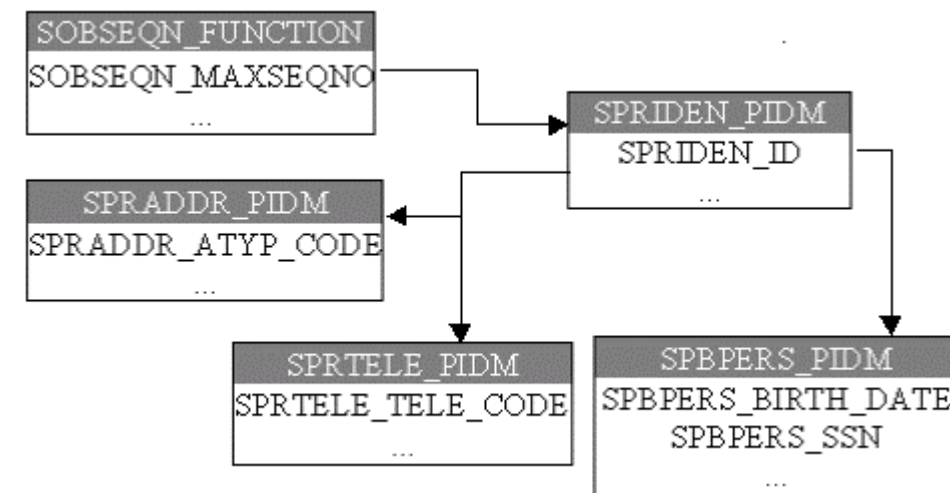 SOBSEQN_FUNCTION
SOBSEQN_MAXSEQNO
...
SPRIDEN_PIDM
SPRIDEN_ID
...
SPRADDR_PIDM
SPRADDR_ATYP_CODE
...
SPRTELE_PIDM
SPRTELE_TELE_CODE
...
SPBPERS_PIDM
SPBPERS_BIRTH_DATE
SPBPERS_SSN
...